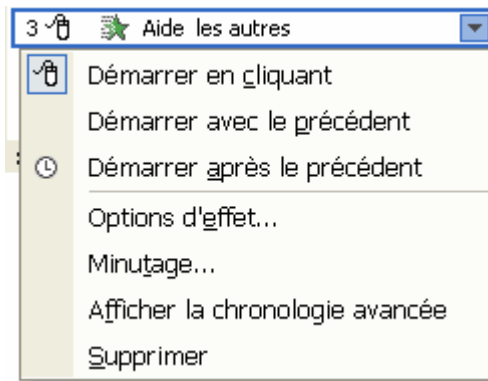 3 Aide les autres
Démarrer en cliquant
Démarrer avec le précédent
Démarrer après le précédent
Options d'effet...
Minutage...
Afficher la chronologie avancée
Supprimer